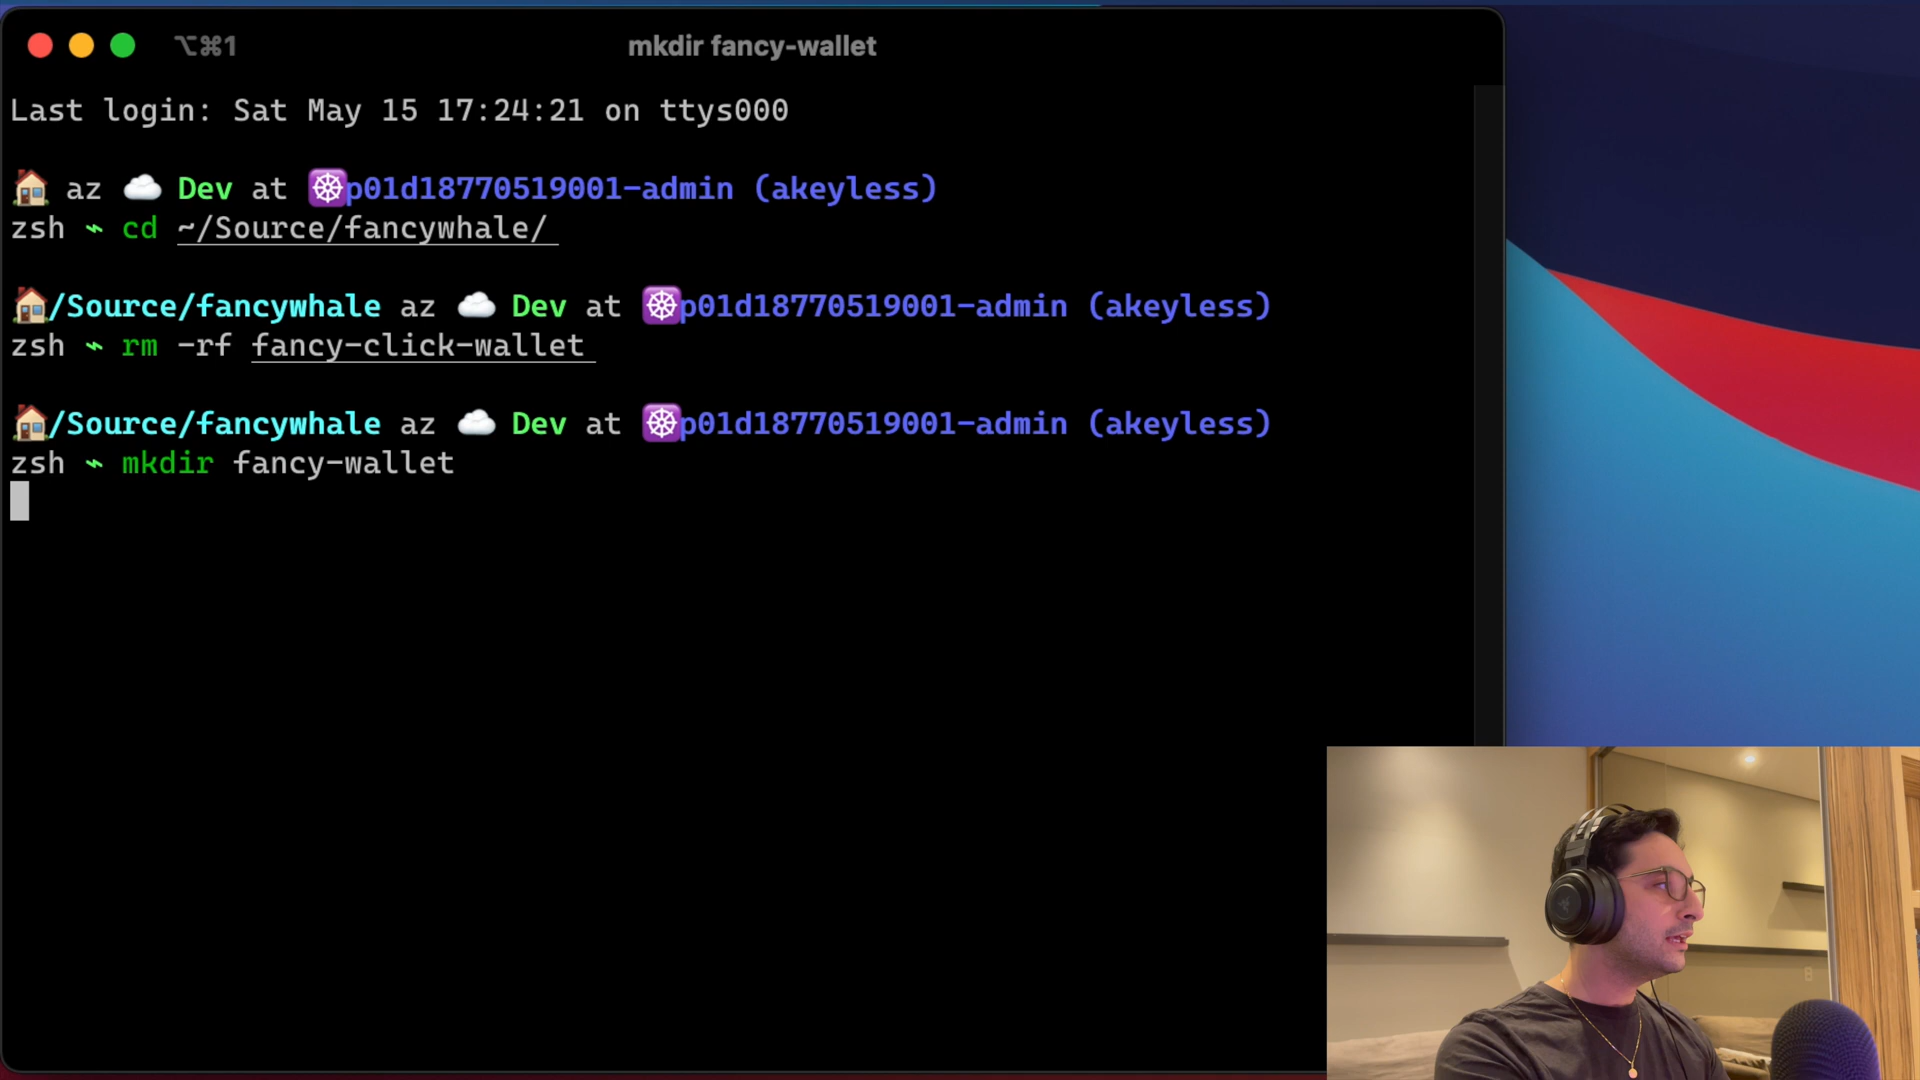 ⌥⌘1 mkdir fancy-wallet
Last login: Sat May 15 17:24:21 on ttys000
az Dev at p01d18770519001-admin (akeyless)
zsh cd ~/Source/fancywhale/
/Source/fancywhale az Dev at p01d18770519001-admin (akeyless)
zsh rm -rf fancy-click-wallet
/Source/fancywhale az Dev at p01d18770519001-admin (akeyless)
zsh mkdir fancy-wallet